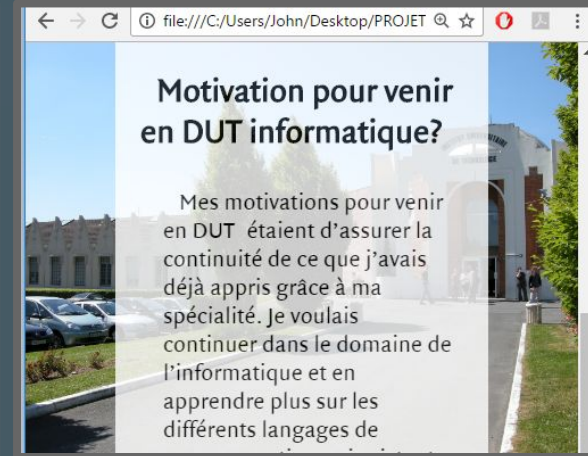 file:///C:/Users/John/Desktop/PROJET
Motivation pour venir
en DUT informatique?
Mes motivations pour venir
en DUT étaient d’assurer la
continuité de ce que j’avais
déjà appris grâce à ma
spécialité. Je voulais
continuer dans le domaine de
l’informatique et en
apprendre plus sur les
différents langages de